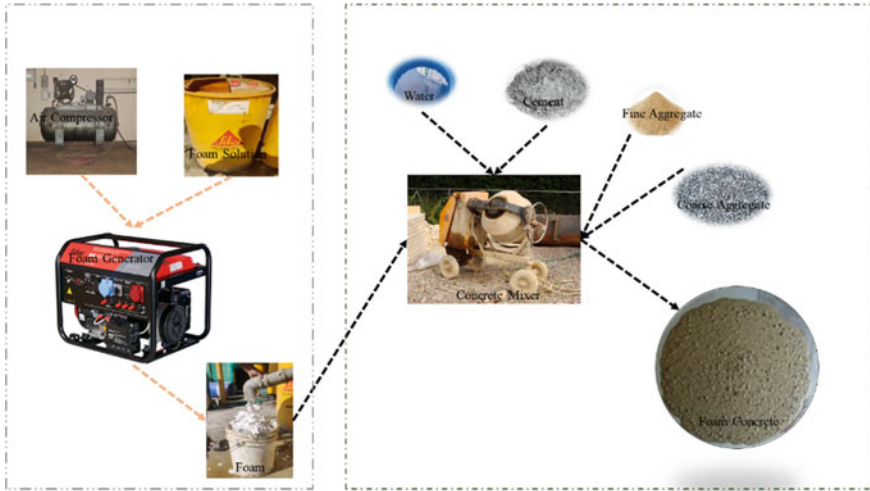 Air Compressor
Foam Solution
Foam Generator
Foam
Water
Cement
Fine Aggregate
Coarse Aggregate
Concrete Mixer
Foam Concrete